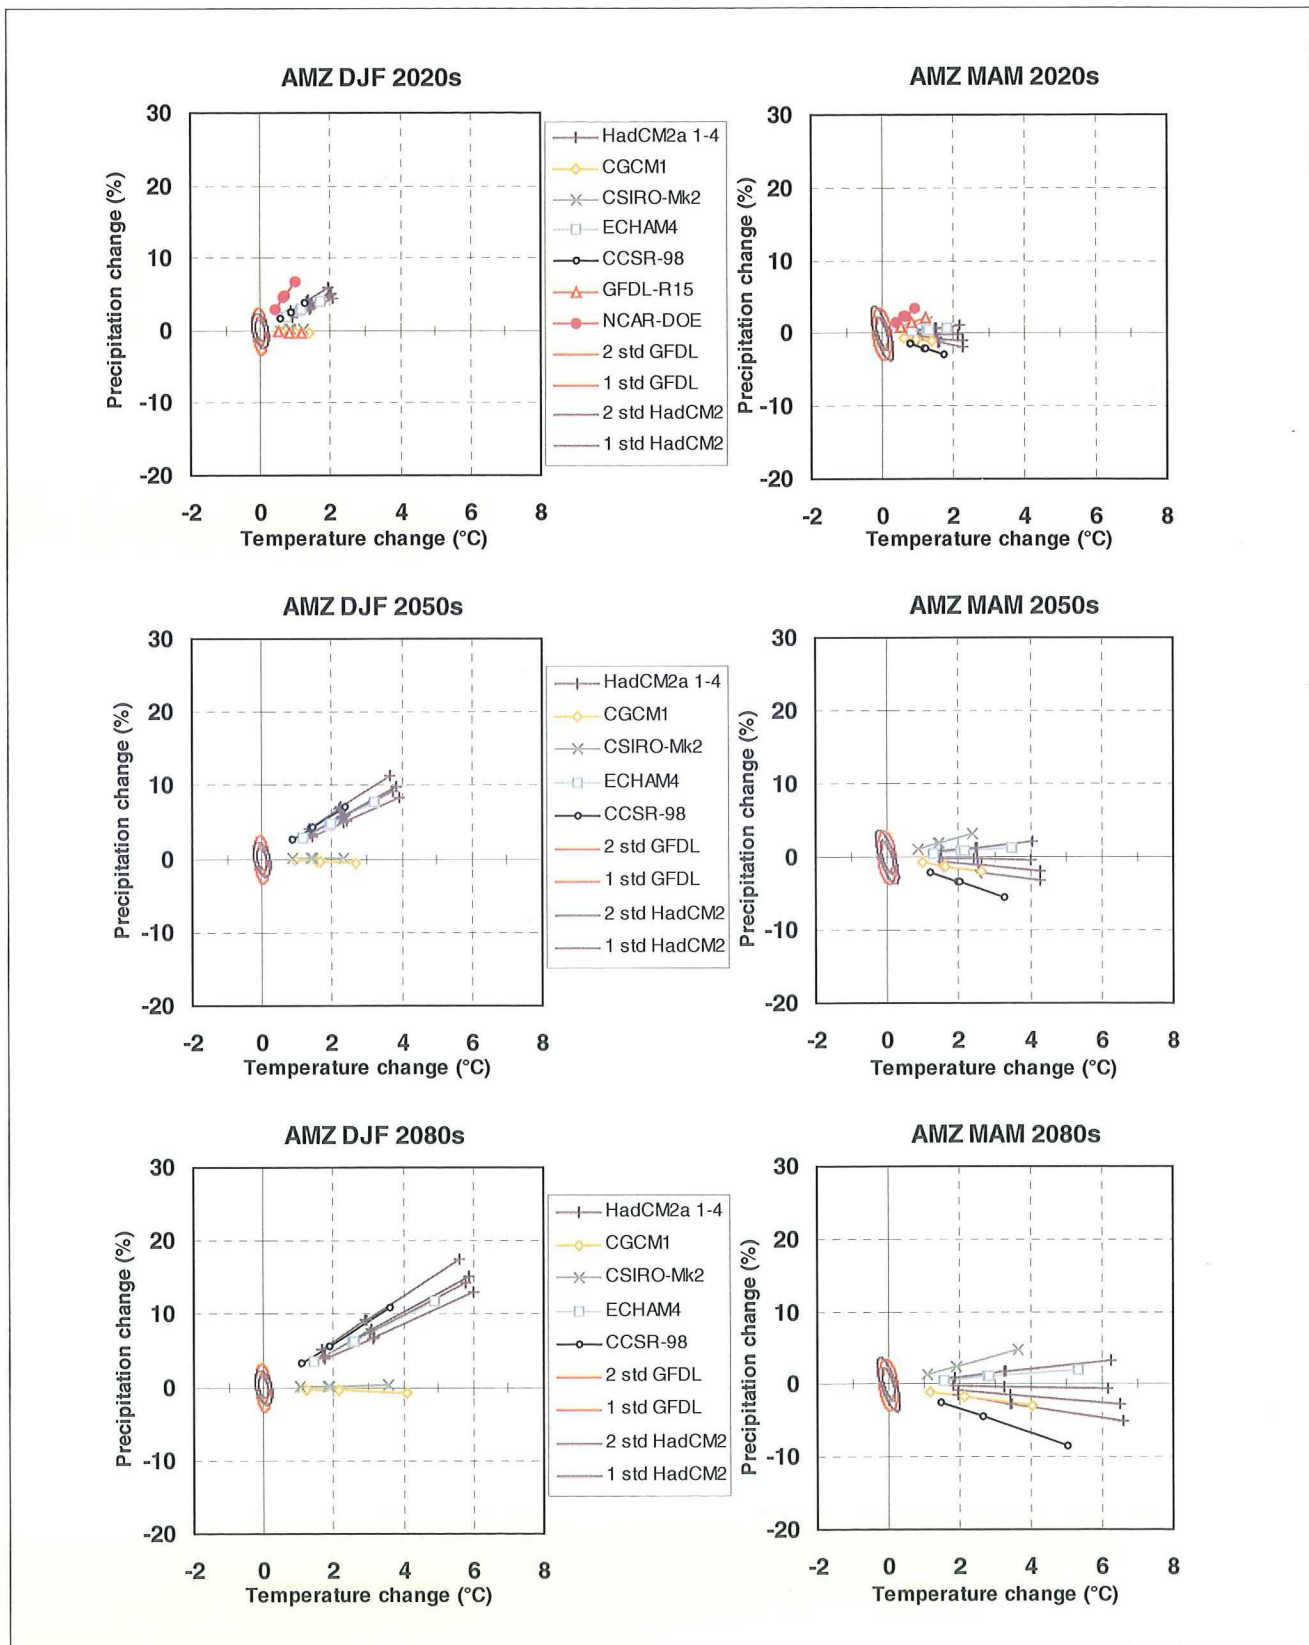 AMZ DJF 2020s
30
20
10
0
-10
-20
-2 0 2 4 6 8
Precipitation change (%)
Temperature change (°C)
HadCM2a 1-4
CGCM1
CSIRO-Mk2
ECHAM4
CCSR-98
GFDL-R15
NCAR-DOE
2 std GFDL
1 std GFDL
2 std HadCM2
1 std HadCM2
AMZ MAM 2020s
30
20
10
0
-10
-20
-2 0 2 4 6 8
Precipitation change (%)
Temperature change (°C)
AMZ DJF 2050s
30
20
10
0
-10
-20
-2 0 2 4 6 8
Precipitation change (%)
Temperature change (°C)
HadCM2a 1-4
CGCM1
CSIRO-Mk2
ECHAM4
CCSR-98
2 std GFDL
1 std GFDL
2 std HadCM2
1 std HadCM2
AMZ MAM 2050s
30
20
10
0
-10
-20
-2 0 2 4 6 8
Precipitation change (%)
Temperature change (°C)
AMZ DJF 2080s
30
20
10
0
-10
-20
-2 0 2 4 6 8
Precipitation change (%)
Temperature change (°C)
HadCM2a 1-4
CGCM1
CSIRO-Mk2
ECHAM4
CCSR-98
2 std GFDL
1 std GFDL
2 std HadCM2
1 std HadCM2
AMZ MAM 2080s
30
20
10
0
-10
-20
-2 0 2 4 6 8
Precipitation change (%)
Temperature change (°C)